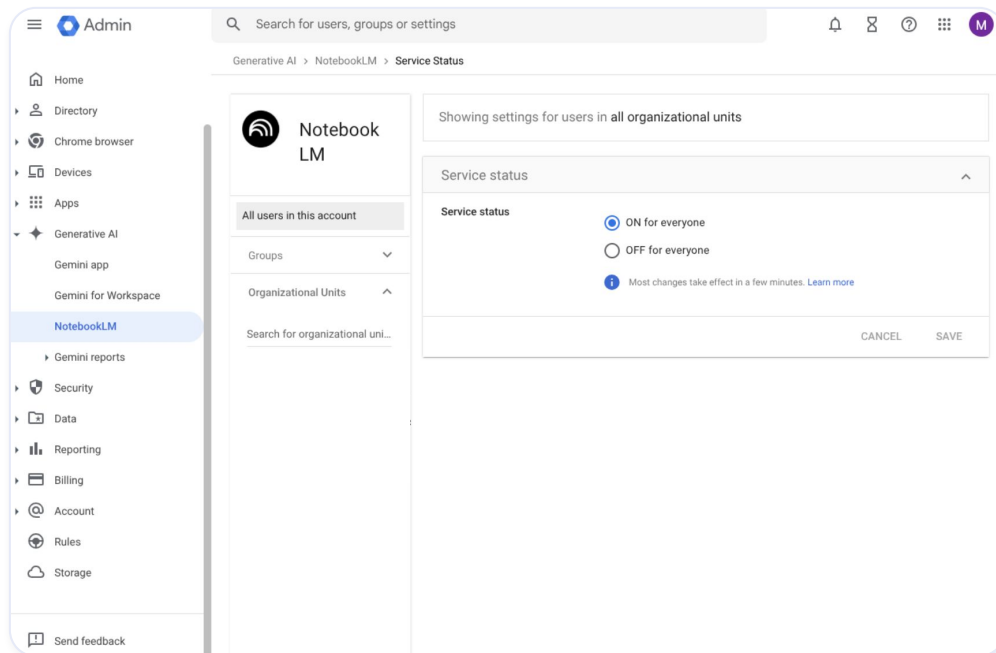 Admin
Search for users, groups or settings
M
Generative AI > NotebookLM > Service Status
Home
Directory
Chrome browser
Devices
Apps
Generative AI
Gemini app
Gemini for Workspace
NotebookLM
Gemini reports
Security
Data
Reporting
Billing
Account
Rules
Storage
Send feedback
Notebook
LM
All users in this account
Groups
Organizational Units
Search for organizational uni...
Showing settings for users in all organizational units
Service status
Service status
ON for everyone
OFF for everyone
Most changes take effect in a few minutes. Learn more
CANCEL SAVE